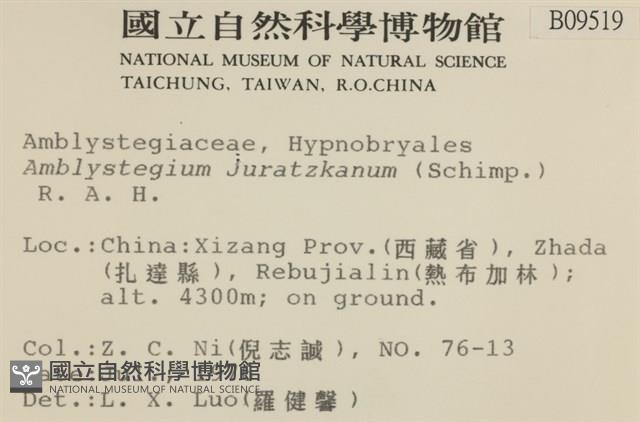 國立自然科學博物館
B09519
NATIONAL MUSEUM OF NATURAL SCIENCE
TAICHUNG, TAIWAN, R.O.CHINA
Amblystegiaceae, Hypnobryales
Amblystegium juratzkanum (Schimp.)
R. A. H.
Loc.:China:Xizang Prov.(西藏省), Zhada
(扎達縣), Rebujialin(熱布加林);
alt. 4300m; on ground.
Col.:Z. C. Ni(倪志誠), NO. 76-13
國立自然科學博物館
NATIONAL MUSEUM OF NATURAL SCIENCE
Det.:L. X. Luo(羅健馨)